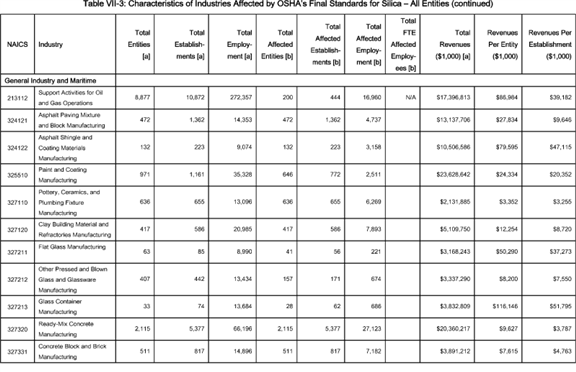 Table VII-3: Characteristics of Industries Affected by OSHA's Final Standards for Silica – All Entities (continued)
NAICS Industry Total Entities [a] Total Establish-ments [a] Total Employ-ment [a] Total Affected Entities [b] Total Affected Establish-ments [b] Total Affected Employ-ment [b] Total FTE Affected Employ-ees [b] Total Revenues ($1,000) [a] Revenues Per Entity ($1,000) Revenues Per Establishment ($1,000)
General Industry and Maritime
213112 Support Activities for Oil and Gas Operations 8,877 10,872 272,357 200 444 16,960 N/A $17,396,813 $86,984 $39,182
324121 Asphalt Paving Mixture and Block Manufacturing 472 1,362 14,353 472 1,362 4,737 $13,137,706 $27,834 $9,646
324122 Asphalt Shingle and Coating Materials Manufacturing 132 223 9,074 132 223 3,158 $10,506,586 $79,595 $47,115
325510 Paint and Coating Manufacturing 971 1,161 35,328 646 772 2,511 $23,628,642 $24,334 $20,352
327110 Pottery, Ceramics, and Plumbing Fixture Manufacturing 636 655 13,096 636 655 6,269 $2,131,885 $3,352 $3,255
327120 Clay Building Material and Refractories Manufacturing 417 586 20,985 417 586 7,893 $5,109,750 $12,254 $8,720
327211 Flat Glass Manufacturing 63 85 8,990 41 56 221 $3,168,243 $50,290 $37,273
327212 Other Pressed and Blown Glass and Glassware Manufacturing 407 442 13,434 157 171 674 $3,337,290 $8,200 $7,550
327213 Glass Container Manufacturing 33 74 13,684 28 62 686 $3,832,809 $116,146 $51,795
327320 Ready-Mix Concrete Manufacturing 2,115 5,377 66,196 2,115 5,377 27,123 $20,360,217 $9,627 $3,787
327331 Concrete Block and Brick Manufacturing 511 817 14,896 511 817 7,182 $3,891,212 $7,615 $4,763